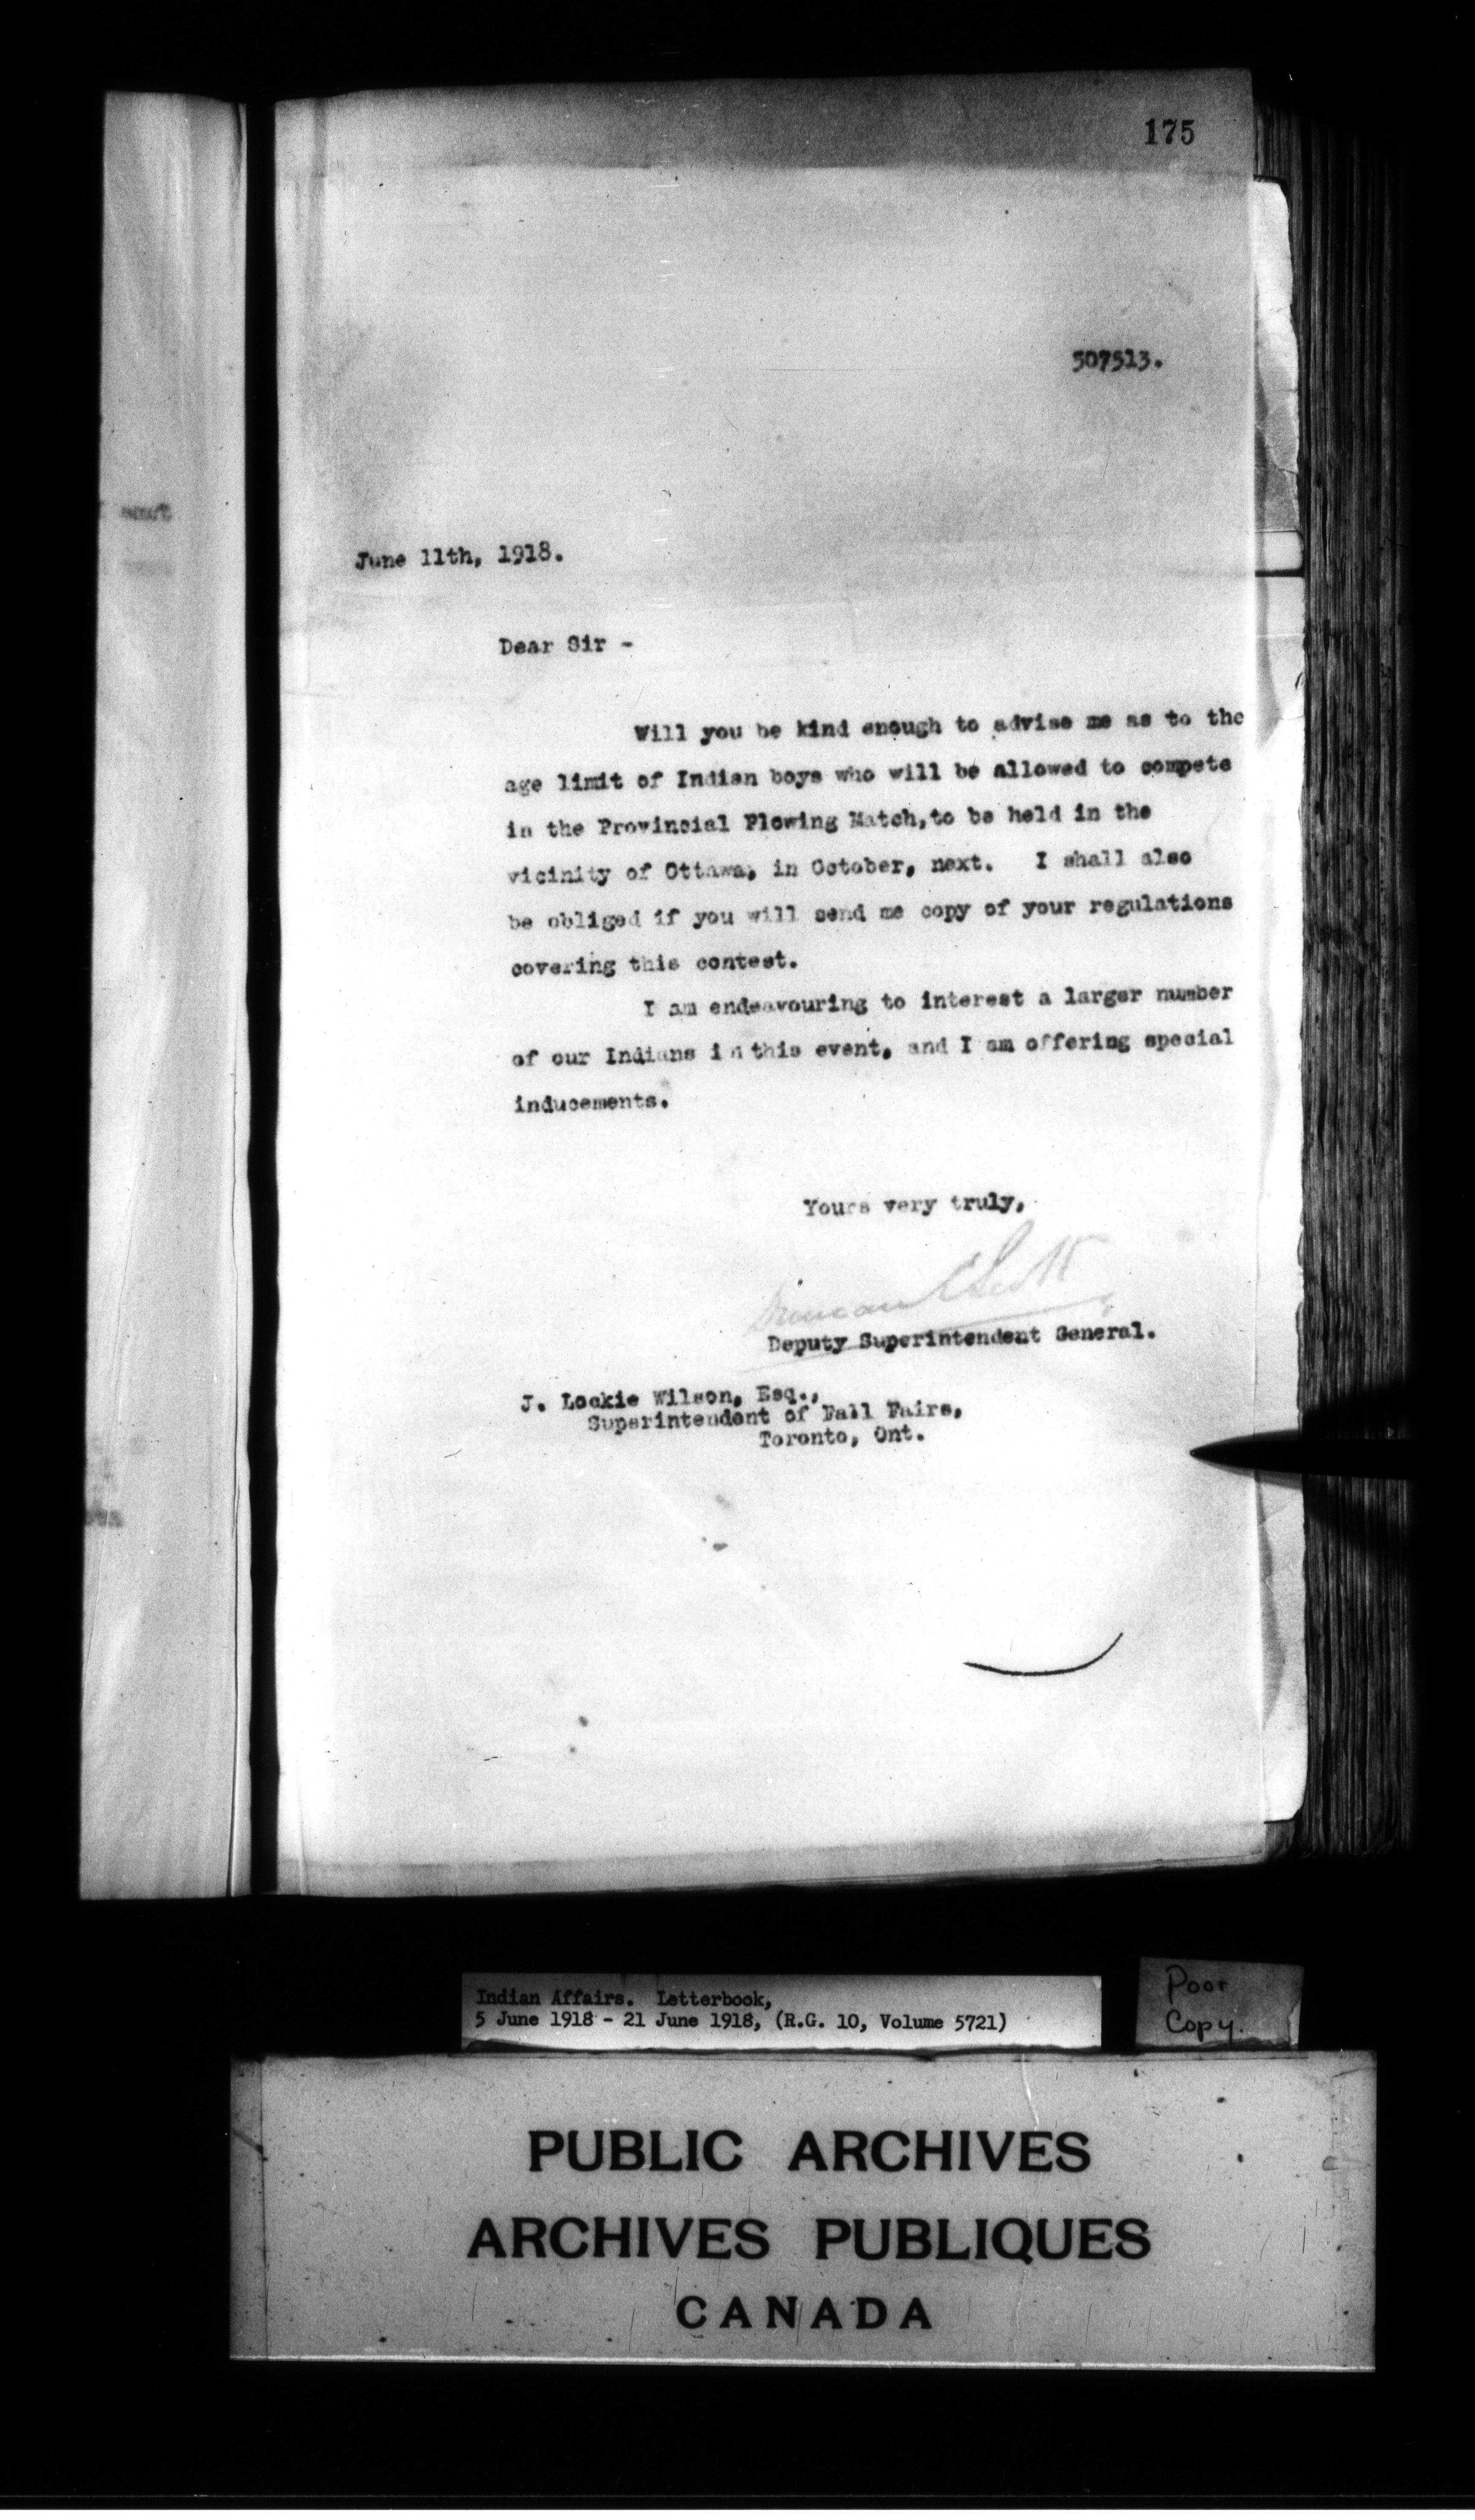 175
507513.
June 11th, 1918.
Dear Sir -
Will you be kind enough to advise me as to the
age limit of Indian boys who will be allowed to compete
in the Provincial Plowing Match, to be held in the
vicinity of Ottawa, in October, next. I shall also
be obliged if you will send me copy of your regulations
covering this contest.
I am endeavouring to interest a larger number
of our Indians in this event, and I am offering special
inducements.
Yours very truly,
Duncan C Scott
Deputy Superintendent General.
J. Lockie Wilson, Esq.,
Superintendent of Fall Fairs,
Toronto, Ont.
Indian Affairs. Letterbook,
5 June 1918 - 21 June 1918, (R.G. 10, Volume 5721)
Poor
Copy.
PUBLIC ARCHIVES
ARCHIVES PUBLIQUES
CANADA